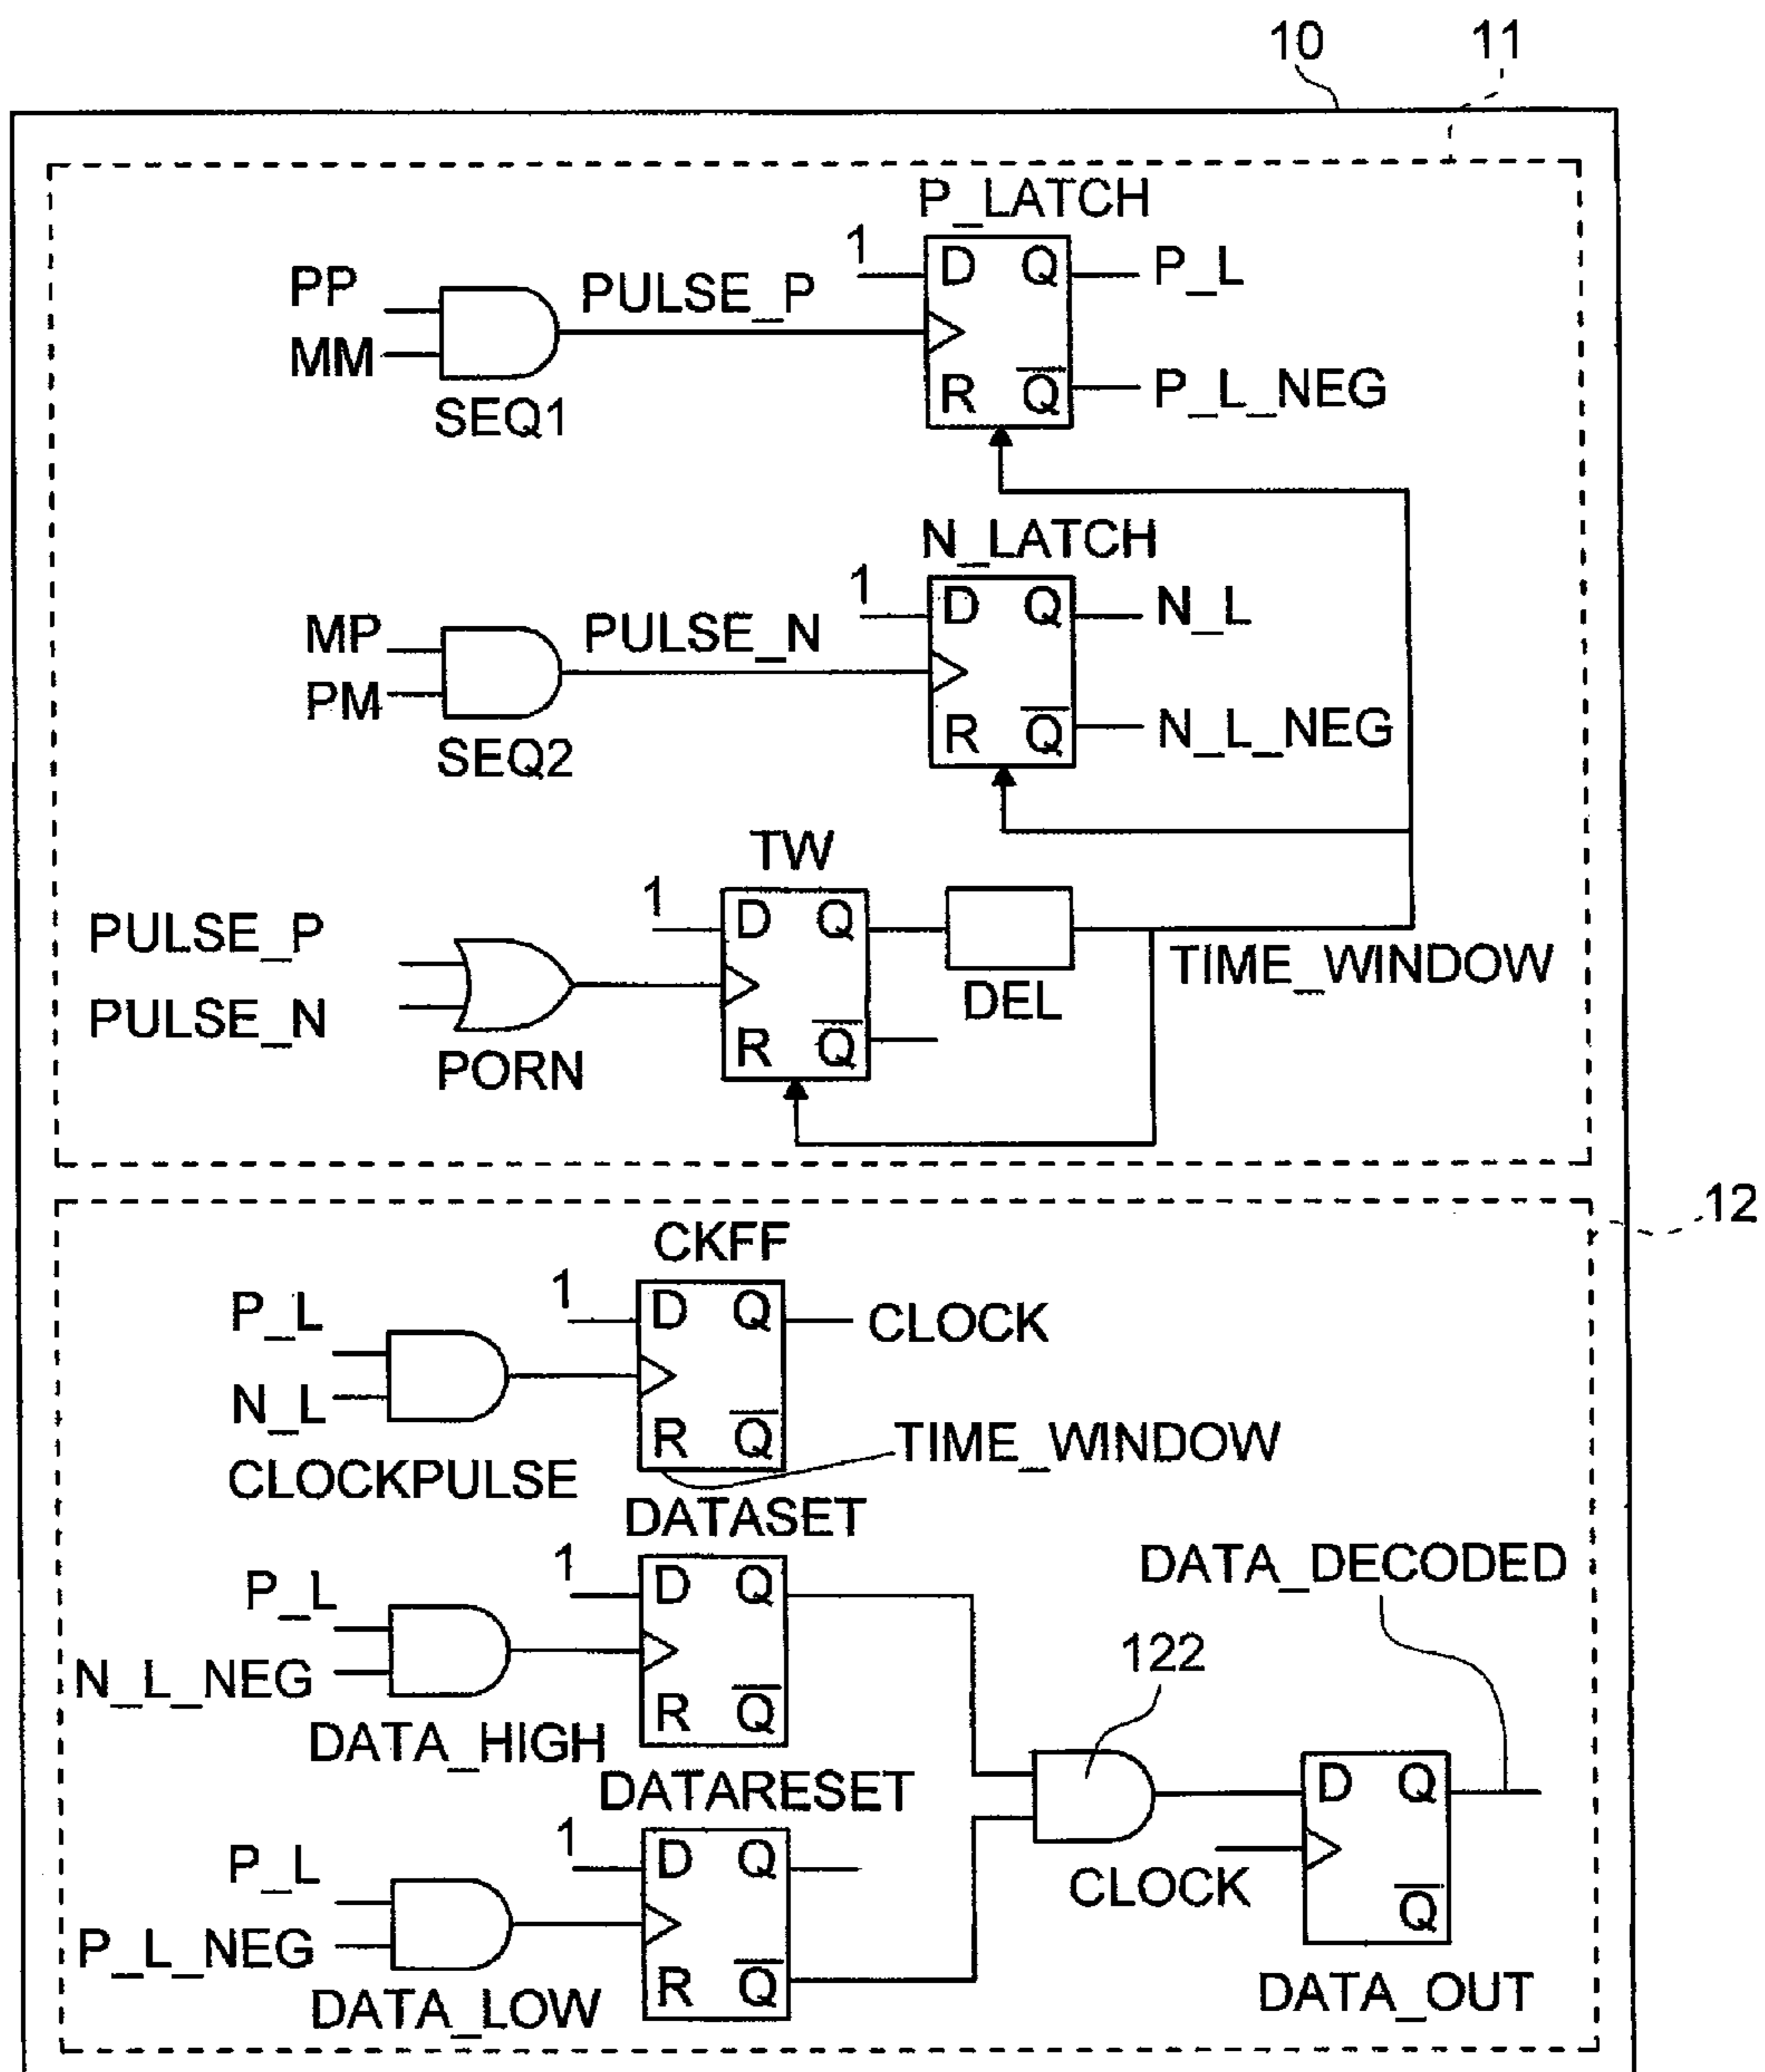 10
11
P_LATCH
1
D Q
P_L
PP
PULSE_P
MM
R Q
P_L_NEG
SEQ1
N_LATCH
1
D Q
N_L
MP
PULSE_N
PM
R Q
N_L_NEG
SEQ2
TW
1
D Q
PULSE_P
TIME_WINDOW
DEL
PULSE_N
R Q
PORN
12
CKFF
1
D Q
P_L
CLOCK
N_L
R Q
TIME_WINDOW
CLOCKPULSE
DATASET
1
D Q
DATA_DECODED
P_L
122
N_L_NEG
R Q
DATA_HIGH
DATARESET
D Q
1
D Q
P_L
CLOCK
P_L_NEG
Q
R Q
DATA_LOW
DATA_OUT